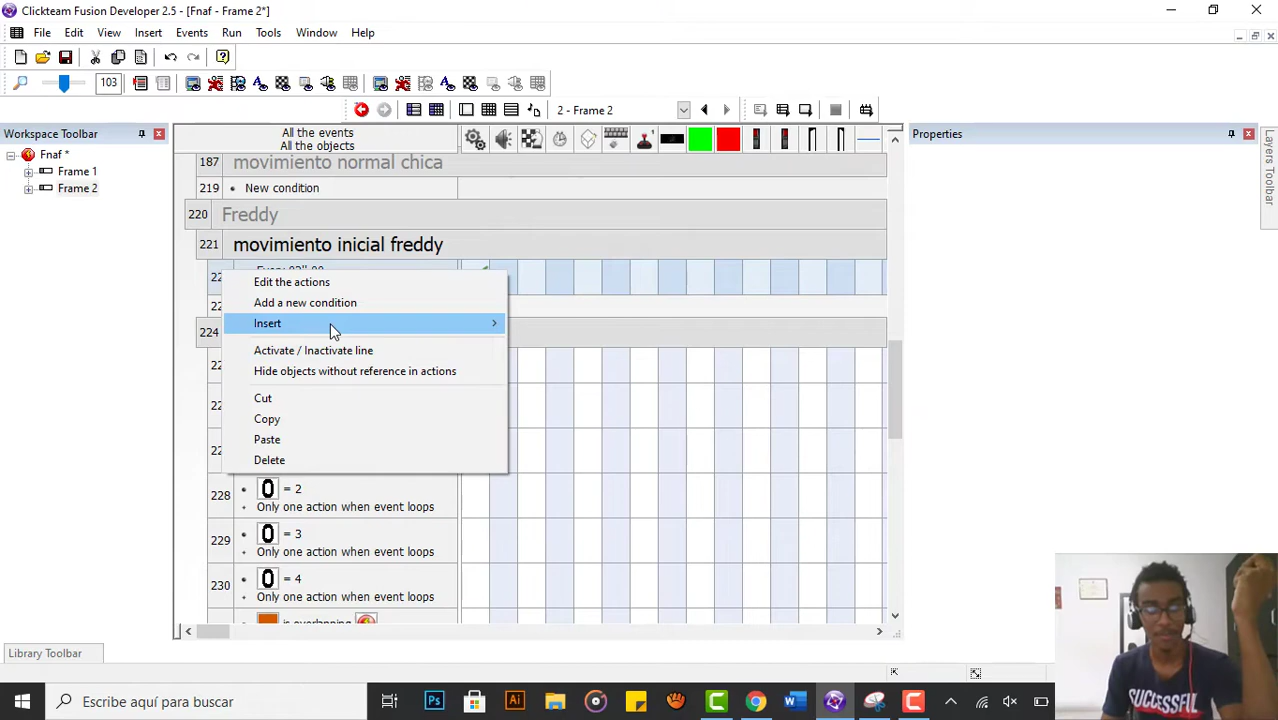 Clickteam Fusion Developer 2.5 - [Fnaf - Frame 2*]
File Edit View Insert Events Run Tools Window Help
103
2 - Frame 2
Workspace Toolbar
Fnaf *
Frame 1
Frame 2
All the events
All the objects
Properties
Layers Toolbar
187 movimiento normal chica
219 New condition
220 Freddy
221 movimiento inicial freddy
Edit the actions
Add a new condition
Insert
Activate / Inactivate line
Hide objects without reference in actions
Cut
Copy
Paste
Delete
224
228 0 = 2
Only one action when event loops
229 0 = 3
Only one action when event loops
230 0 = 4
Only one action when event loops
is overlapping
Library Toolbar
Escribe aquí para buscar
SUCCESSFUL